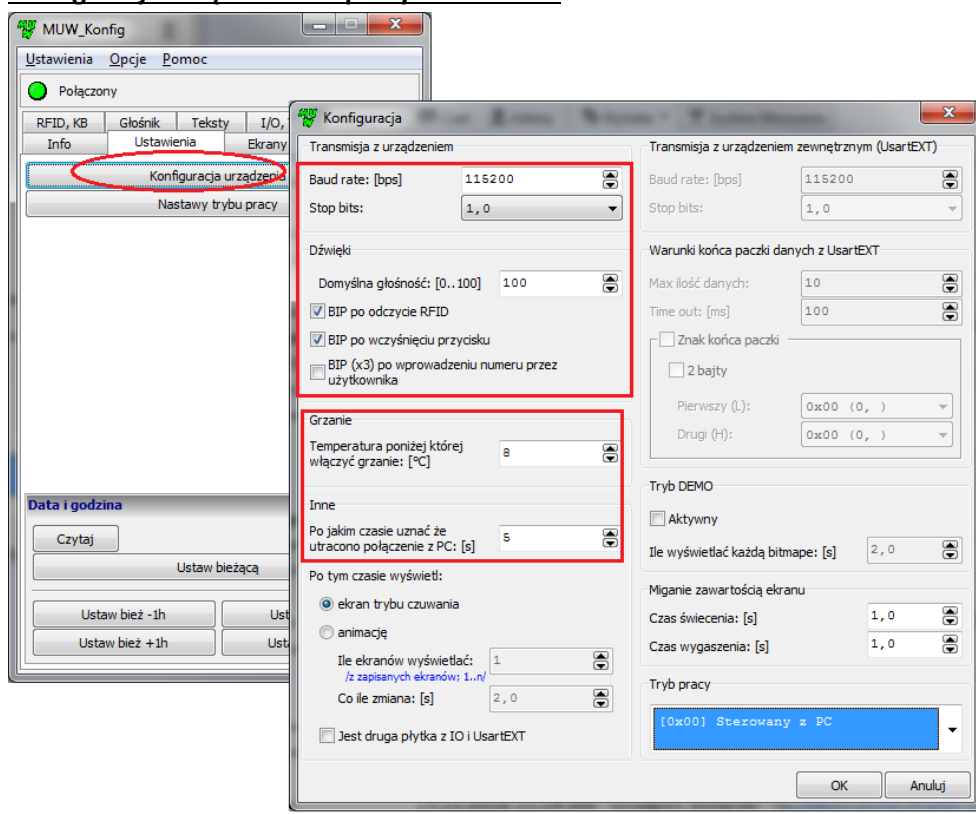 MUW_Konfig
Ustawienia Opcje Pomoc
Połączony
RFID, KB Głośnik Teksty I/O,
Info Ustawienia Ekrany
Konfiguracja urządzenia
Nastawy trybu pracy
Data i godzina
Czytaj
Ustaw bieżącą
Ustaw bież -1h
Ustaw bież +1h
Konfiguracja
Transmisja z urządzeniem
Baud rate: [bps] 115200
Stop bits: 1,0
Dźwięki
Domyślna głośność: [0..100] 100
BIP po odczycie RFID
BIP po wczyśnięciu przycisku
BIP (x3) po wprowadzeniu numeru przez
użytkownika
Grzanie
Temperatura poniżej której
włączyć grzanie: [°C] 8
Inne
Po jakim czasie uznać że
utracono połączenie z PC: [s] 5
Po tym czasie wyświetl:
ekran trybu czuwania
animację
Ile ekranów wyświetlać: 1
/z zapisanych ekranów; 1..n/
Co ile zmiana: [s] 2,0
Jest druga płytka z IO i UsartEXT
Transmisja z urządzeniem zewnętrznym (UsartEXT)
Baud rate: [bps] 115200
Stop bits: 1,0
Warunki końca paczki danych z UsartEXT
Max ilość danych: 10
Time out: [ms] 100
Znak końca paczki
2 bajty
Pierwszy (L): 0x00 (0, )
Drugi (H): 0x00 (0, )
Tryb DEMO
Aktywny
Ile wyświetlać każdą bitmape: [s] 2,0
Miganie zawartością ekranu
Czas świecenia: [s] 1,0
Czas wygaszenia: [s] 1,0
Tryb pracy
[0x00] Sterowany z PC
OK Anuluj